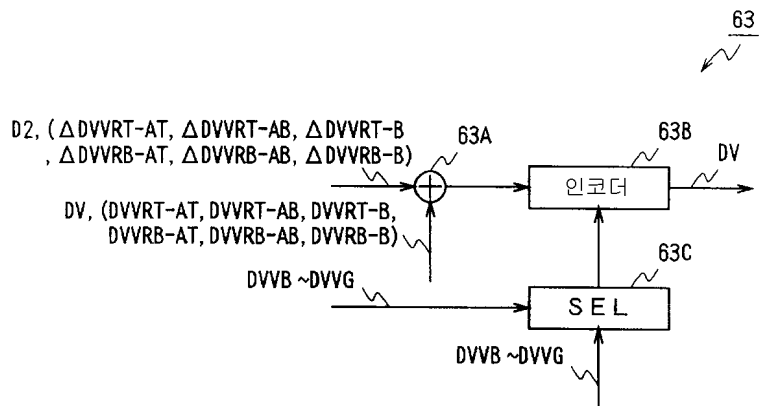 63
D2, (ΔDVVRT-AT, ΔDVVRT-AB, ΔDVVRT-B
, ΔDVVRB-AT, ΔDVVRB-AB, ΔDVVRB-B)
63A
63B
인코더
DV
DV, (DVVRT-AT, DVVRT-AB, DVVRT-B,
DVVRB-AT, DVVRB-AB, DVVRB-B)
63C
DVVB ~DVVG
SEL
DVVB ~DVVG